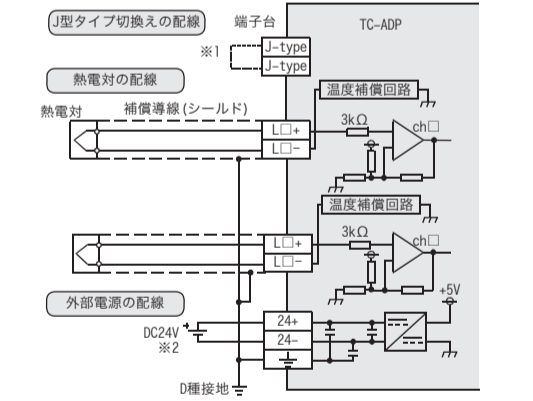 J型タイプ切換えの配線
端子台
TC-ADP
※1
J-type
J-type
熱電対の配線
温度補償回路
熱電対
補償導線(シールド)
3kΩ
ch□
L□+
L□-
温度補償回路
3kΩ
ch□
L□+
L□-
外部電源の配線
+5V
24+
DC24V
24-
※2
D種接地